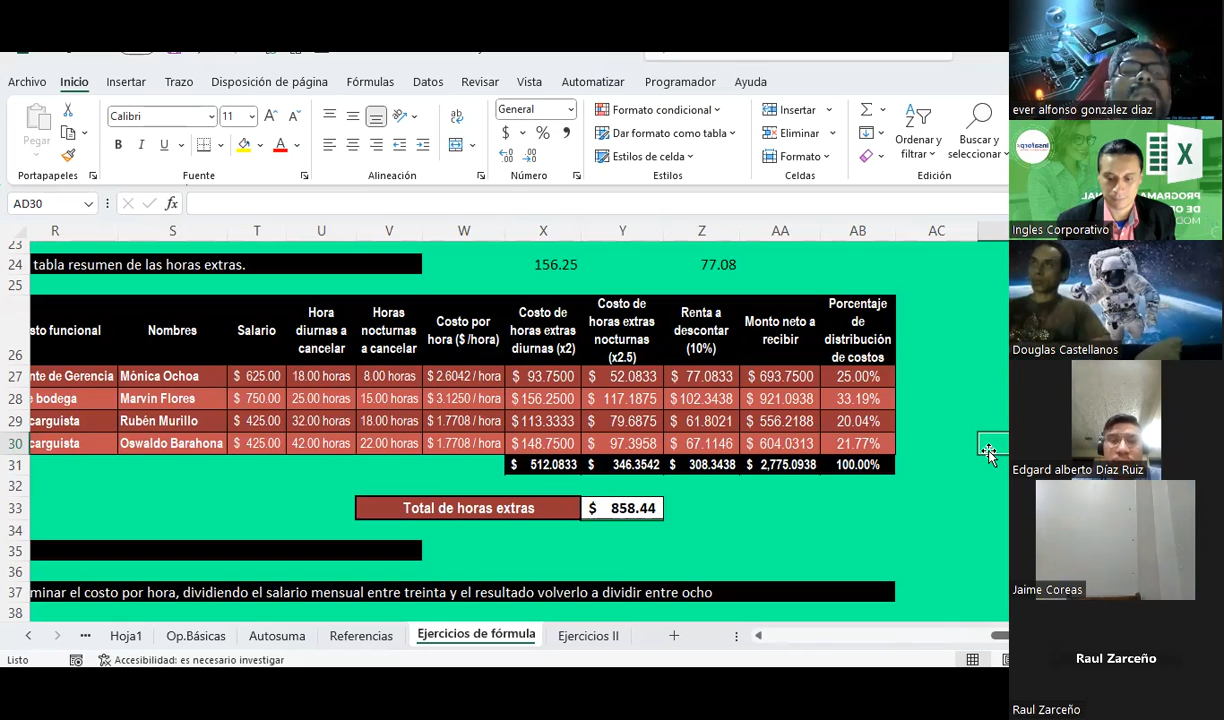 Archivo Inicio Insertar Trazo Disposición de página Fórmulas Datos Revisar Vista Automatizar Programador Ayuda
Pegar
Portapapeles
Calibri 11
N K S
Fuente
Alineación
General
$ %
Número
Formato condicional
Dar formato como tabla
Estilos de celda
Estilos
Insertar
Eliminar
Formato
Celdas
Ordenar y
filtrar
Buscar y
seleccionar
Edición
AD30 fx
R S T U V W X Y Z AA AB AC
23
24 tabla resumen de las horas extras. 156.25 77.08
25
26 sto funcional Nombres Salario Hora diurnas a cancelar Horas nocturnas a cancelar Costo por hora ($ /hora) Costo de horas extras diurnas (x2) Costo de horas extras nocturnas (x2.5) Renta a descontar (10%) Monto neto a recibir Porcentaje de distribución de costos
27 nte de Gerencia Mónica Ochoa $ 625.00 18.00 horas 8.00 horas $ 2.6042 / hora $ 93.7500 $ 52.0833 $ 77.0833 $ 693.7500 25.00%
28 e bodega Marvin Flores $ 750.00 25.00 horas 15.00 horas $ 3.1250 / hora $ 156.2500 $ 117.1875 $ 102.3438 $ 921.0938 33.19%
29 carguista Rubén Murillo $ 425.00 32.00 horas 18.00 horas $ 1.7708 / hora $ 113.3333 $ 79.6875 $ 61.8021 $ 556.2188 20.04%
30 carguista Oswaldo Barahona $ 425.00 42.00 horas 22.00 horas $ 1.7708 / hora $ 148.7500 $ 97.3958 $ 67.1146 $ 604.0313 21.77%
31 $ 512.0833 $ 346.3542 $ 308.3438 $ 2,775.0938 100.00%
32
33 Total de horas extras $ 858.44
34
35
36
37 minar el costo por hora, dividiendo el salario mensual entre treinta y el resultado volverlo a dividir entre ocho
38
Hoja1 Op.Básicas Autosuma Referencias Ejercicios de fórmula Ejercicios II
Listo Accesibilidad: es necesario investigar
ever alfonso gonzalez diaz
Ingles Corporativo
Douglas Castellanos
Edgard alberto Díaz Ruiz
Jaime Coreas
Raul Zarceño
Raul Zarceño